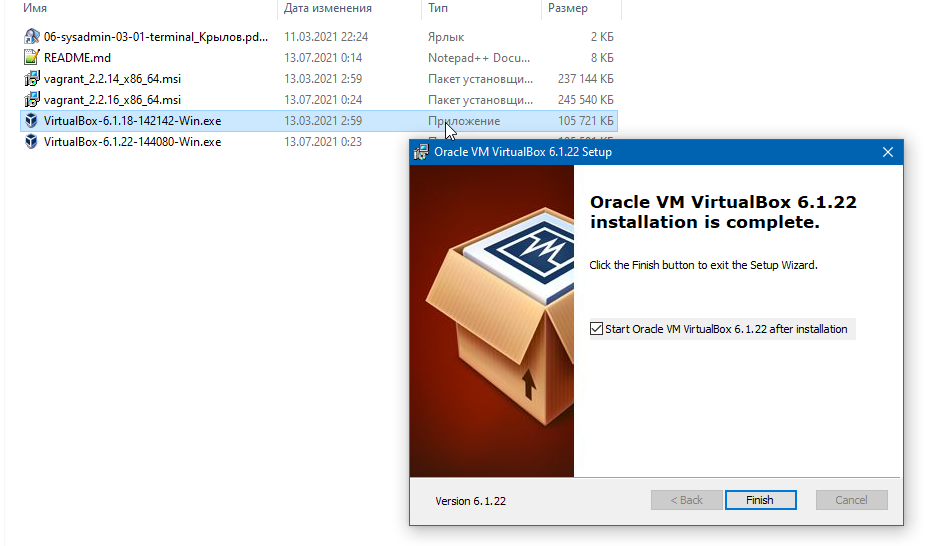 Имя Дата изменения Тип Размер
06-sysadmin-03-01-terminal_Крылов.pd... 11.03.2021 22:24 Ярлык 2 КБ
README.md 13.07.2021 0:14 Notepad++ Docu... 8 КБ
vagrant_2.2.14_x86_64.msi 13.03.2021 2:59 Пакет установщи... 237 144 КБ
vagrant_2.2.16_x86_64.msi 13.07.2021 0:24 Пакет установщи... 245 540 КБ
VirtualBox-6.1.18-142142-Win.exe 13.03.2021 2:59 Приложение 105 721 КБ
VirtualBox-6.1.22-144080-Win.exe 13.07.2021 0:23
Oracle VM VirtualBox 6.1.22 Setup
Oracle VM VirtualBox 6.1.22
installation is complete.
Click the Finish button to exit the Setup Wizard.
Start Oracle VM VirtualBox 6.1.22 after installation
Version 6.1.22 < Back Finish Cancel